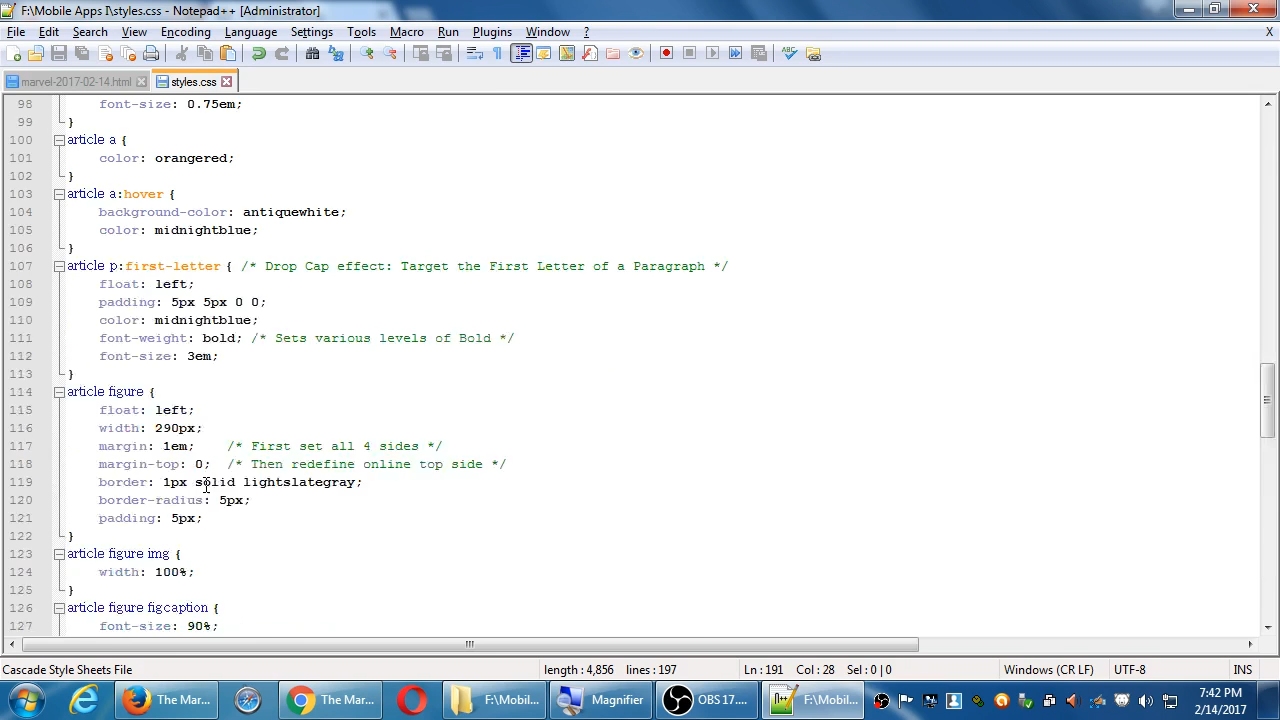 F:\Mobile Apps I\styles.css - Notepad++ [Administrator]
File Edit Search View Encoding Language Settings Tools Macro Run Plugins Window ? X
marvel-2017-02-14.html styles.css
98 font-size: 0.75em;
99 }
100 article a {
101 color: orangered;
102 }
103 article a:hover {
104 background-color: antiquewhite;
105 color: midnightblue;
106 }
107 article p:first-letter { /* Drop Cap effect: Target the First Letter of a Paragraph */
108 float: left;
109 padding: 5px 5px 0 0;
110 color: midnightblue;
111 font-weight: bold; /* Sets various levels of Bold */
112 font-size: 3em;
113 }
114 article figure {
115 float: left;
116 width: 290px;
117 margin: 1em; /* First set all 4 sides */
118 margin-top: 0; /* Then redefine online top side */
119 border: 1px solid lightslategray;
120 border-radius: 5px;
121 padding: 5px;
122 }
123 article figure img {
124 width: 100%;
125 }
126 article figure figcaption {
127 font-size: 90%;
Cascade Style Sheets File length : 4,856 lines : 197 Ln : 191 Col : 28 Sel : 0 | 0 Windows (CR LF) UTF-8 INS
The Mar... The Mar... F:\Mobil... Magnifier OBS 17.... F:\Mobil... 7:42 PM
2/14/2017